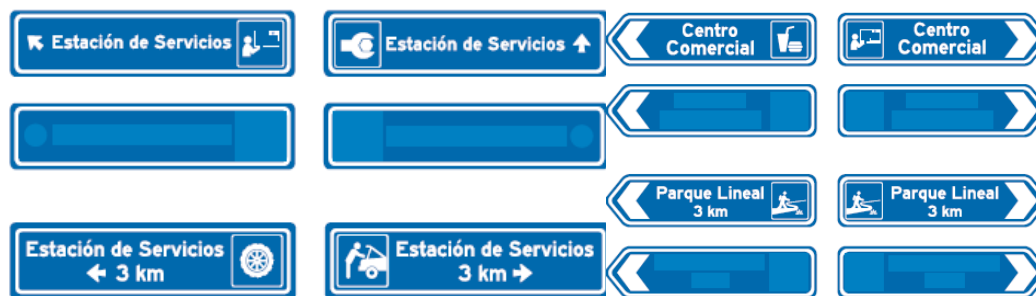 Estación de Servicios
Estación de Servicios
Centro
Comercial
Centro
Comercial
Parque Lineal
3 km
Parque Lineal
3 km
Estación de Servicios
3 km
Estación de Servicios
3 km